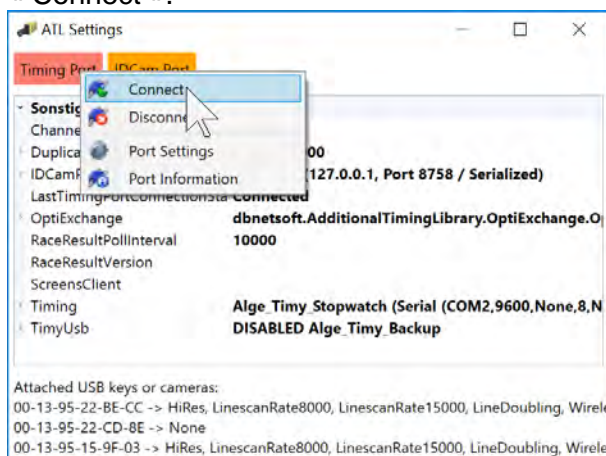 « Connect ».
ATL Settings
Timing Port IDCam Port
Connect
Disconne
Port Settings
Port Information
Sonstig
Channe
Duplica 00
IDCamP (127.0.0.1, Port 8758 / Serialized)
LastTimingPortConnectionSta Connected
OptiExchange dbnetsoft.AdditionalTimingLibrary.OptiExchange.O
RaceResultPollInterval 10000
RaceResultVersion
ScreensClient
Timing Alge_Timy_Stopwatch (Serial (COM2,9600,None,8,N
TimyUsb DISABLED Alge_Timy_Backup
Attached USB keys or cameras:
00-13-95-22-BE-CC -> HiRes, LinescanRate8000, LinescanRate15000, LineDoubling, Wirele
00-13-95-22-CD-8E -> None
00-13-95-15-9F-03 -> HiRes, LinescanRate8000, LinescanRate15000, LineDoubling, Wirele